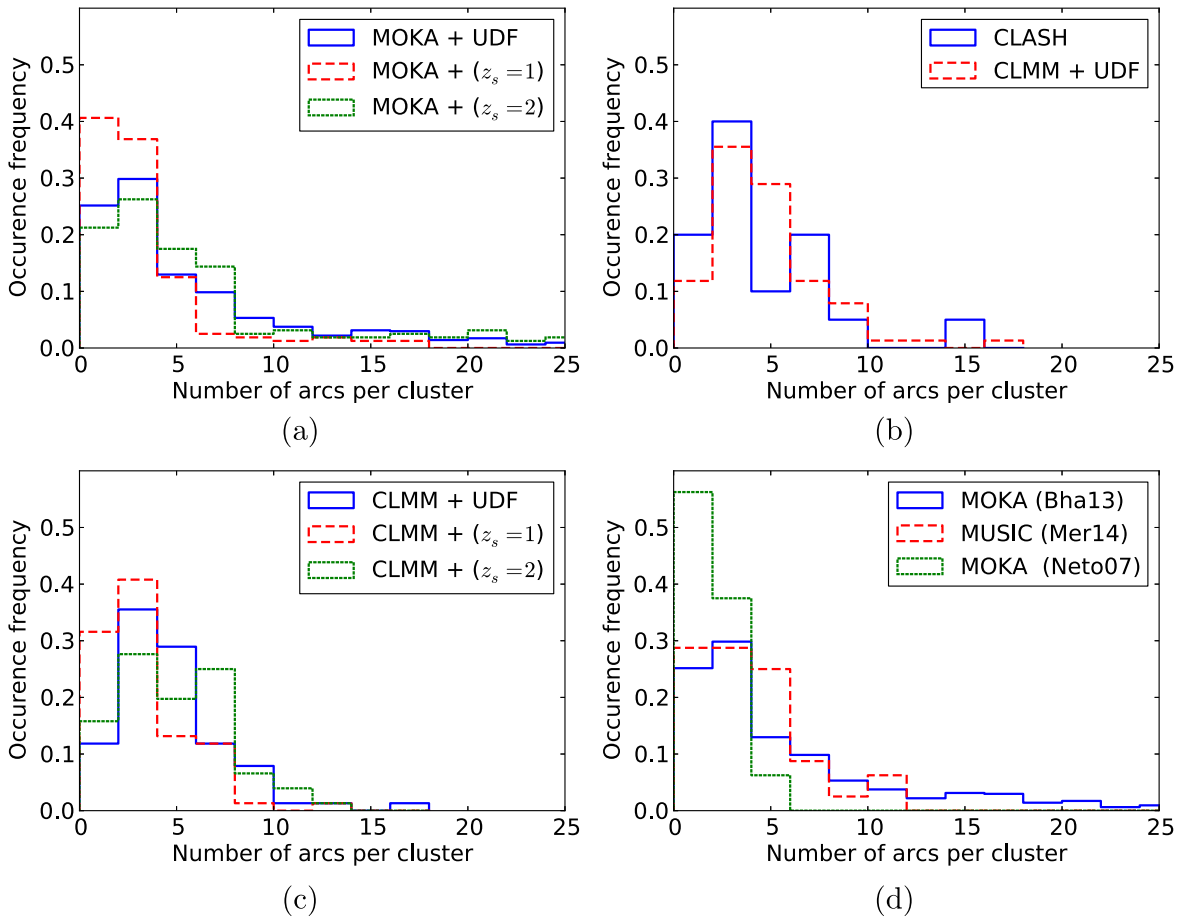 MOKA + UDF
MOKA + (z_s = 1)
MOKA + (z_s = 2)
Occurence frequency
0.5
0.4
0.3
0.2
0.1
0.0
0 5 10 15 20 25
Number of arcs per cluster
(a)
CLASH
CLMM + UDF
Occurence frequency
0.5
0.4
0.3
0.2
0.1
0.0
0 5 10 15 20 25
Number of arcs per cluster
(b)
CLMM + UDF
CLMM + (z_s = 1)
CLMM + (z_s = 2)
Occurence frequency
0.5
0.4
0.3
0.2
0.1
0.0
0 5 10 15 20 25
Number of arcs per cluster
(c)
MOKA (Bha13)
MUSIC (Mer14)
MOKA (Neto07)
Occurence frequency
0.5
0.4
0.3
0.2
0.1
0.0
0 5 10 15 20 25
Number of arcs per cluster
(d)